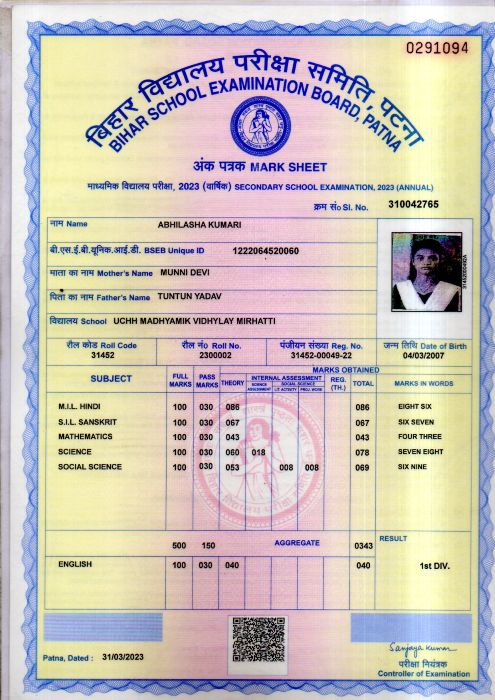 0291094
बिहार विद्यालय परीक्षा समिति, पटना
BIHAR SCHOOL EXAMINATION BOARD, PATNA
अंक पत्रक MARK SHEET
माध्यमिक विद्यालय परीक्षा, 2023 (वार्षिक) SECONDARY SCHOOL EXAMINATION, 2023 (ANNUAL)
क्रम सं० Sl. No. 310042765
नाम Name ABHILASHA KUMARI
बी.एस.ई.बी.यूनिक.आई.डी. BSEB Unique ID 1222064520060
माता का नाम Mother's Name MUNNI DEVI
पिता का नाम Father's Name TUNTUN YADAV
विद्यालय School UCHH MADHYAMIK VIDHYLAY MIRHATTI
रौल कोड Roll Code रौल नं० Roll No. पंजीयन संख्या Reg. No. जन्म तिथि Date of Birth
31452 2300002 31452-00049-22 04/03/2007
MARKS OBTAINED
SUBJECT FULL MARKS PASS MARKS THEORY INTERNAL ASSESSMENT REG. (TH.) TOTAL MARKS IN WORDS
SCIENCE ASSESSMENT SOCIAL SCIENCE LIT. ACTIVITY PROJ. WORK
M.I.L. HINDI 100 030 086 086 EIGHT SIX
S.I.L. SANSKRIT 100 030 067 067 SIX SEVEN
MATHEMATICS 100 030 043 043 FOUR THREE
SCIENCE 100 030 060 018 078 SEVEN EIGHT
SOCIAL SCIENCE 100 030 053 008 008 069 SIX NINE
500 150 AGGREGATE 0343 RESULT
ENGLISH 100 030 040 040 1st DIV.
Patna, Dated : 31/03/2023
Sanjaya Kumar
परीक्षा नियंत्रक
Controller of Examination